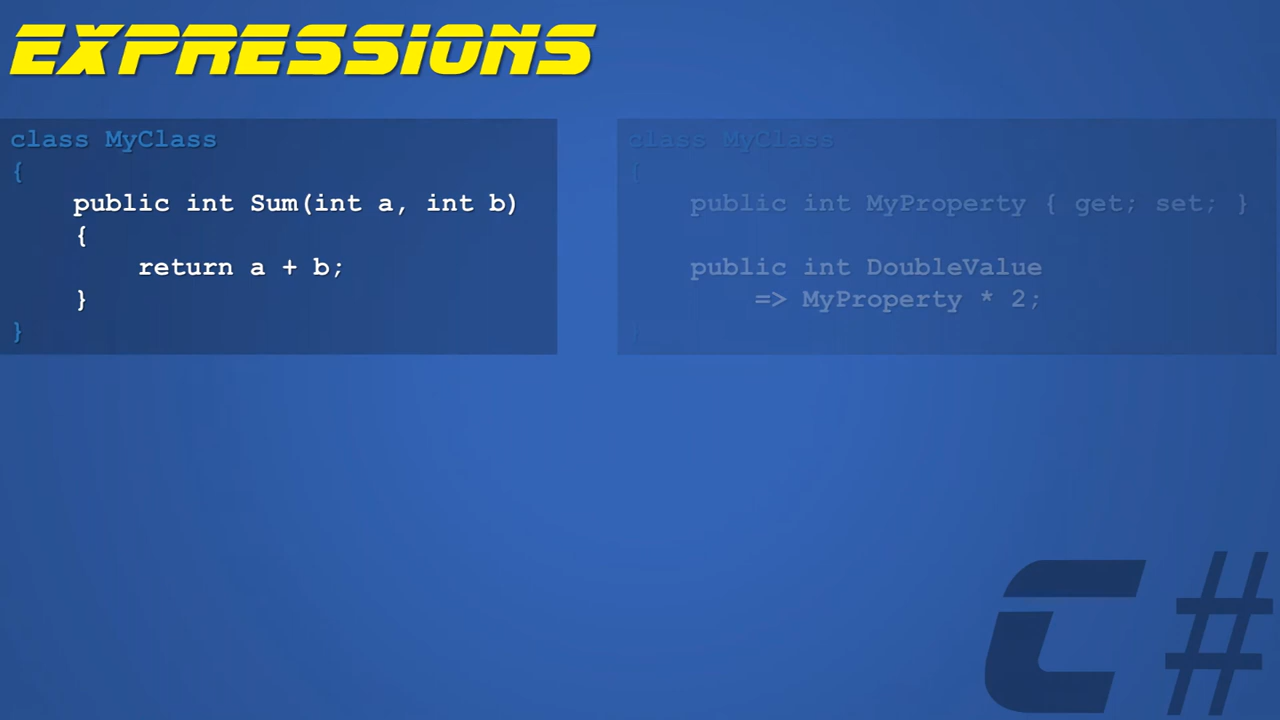 EXPRESSIONS
class MyClass
{
    public int Sum(int a, int b)
    {
        return a + b;
    }
}
class MyClass
{
    public int MyProperty { get; set; }

    public int DoubleValue
        => MyProperty * 2;
}
C#